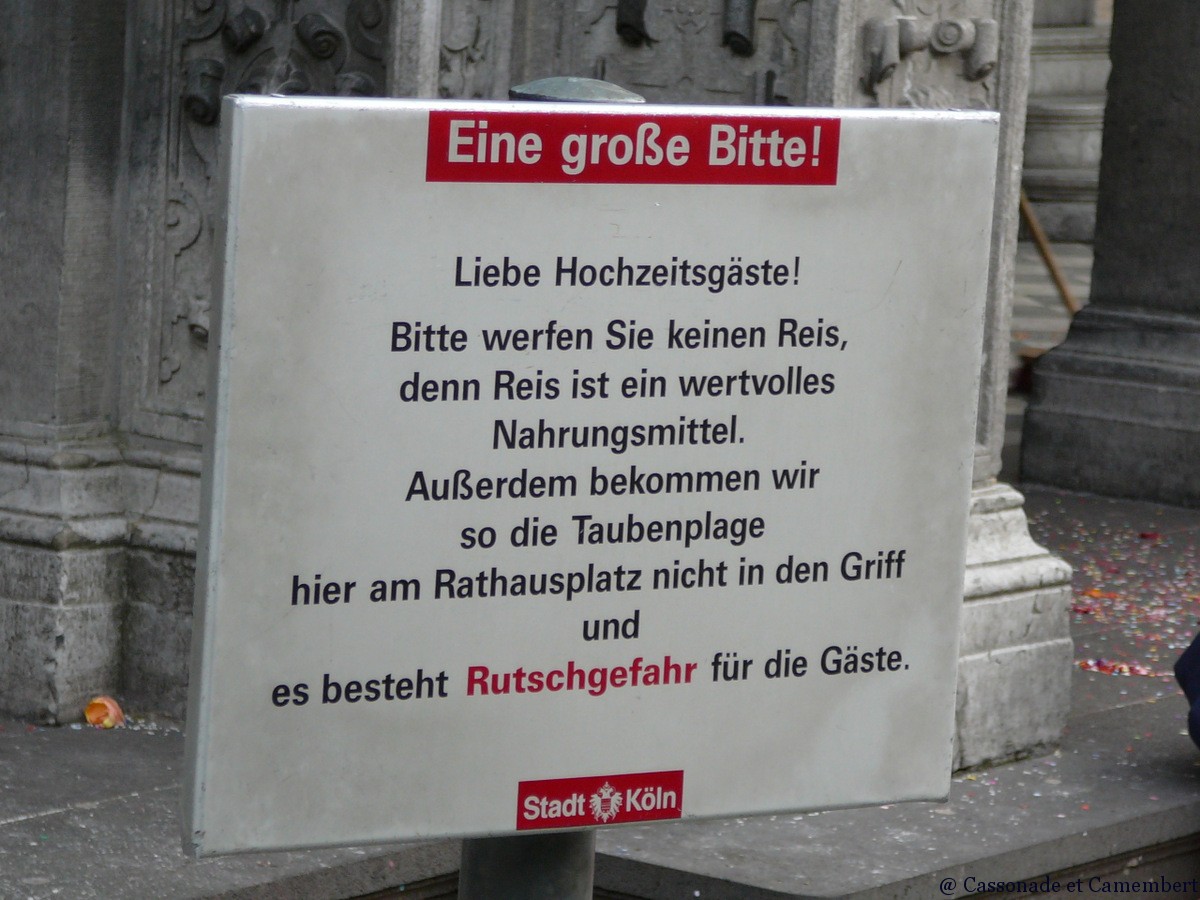 Eine große Bitte!
Liebe Hochzeitsgäste!
Bitte werfen Sie keinen Reis,
denn Reis ist ein wertvolles
Nahrungsmittel.
Außerdem bekommen wir
so die Taubenplage
hier am Rathausplatz nicht in den Griff
und
es besteht Rutschgefahr für die Gäste.
Stadt Köln
@ Cassonade et Camembert